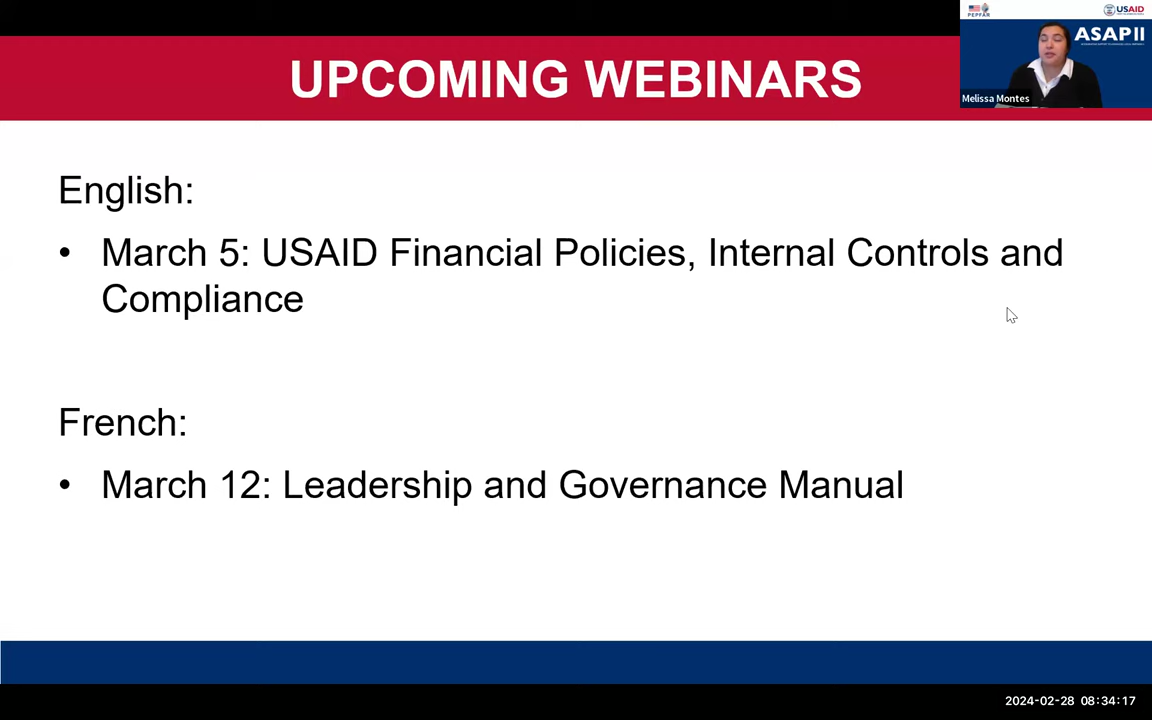 PEPFAR
USAID
ASAP II
Melissa Montes
UPCOMING WEBINARS
English:
• March 5: USAID Financial Policies, Internal Controls and
Compliance
French:
• March 12: Leadership and Governance Manual
2024-02-28 08:34:17